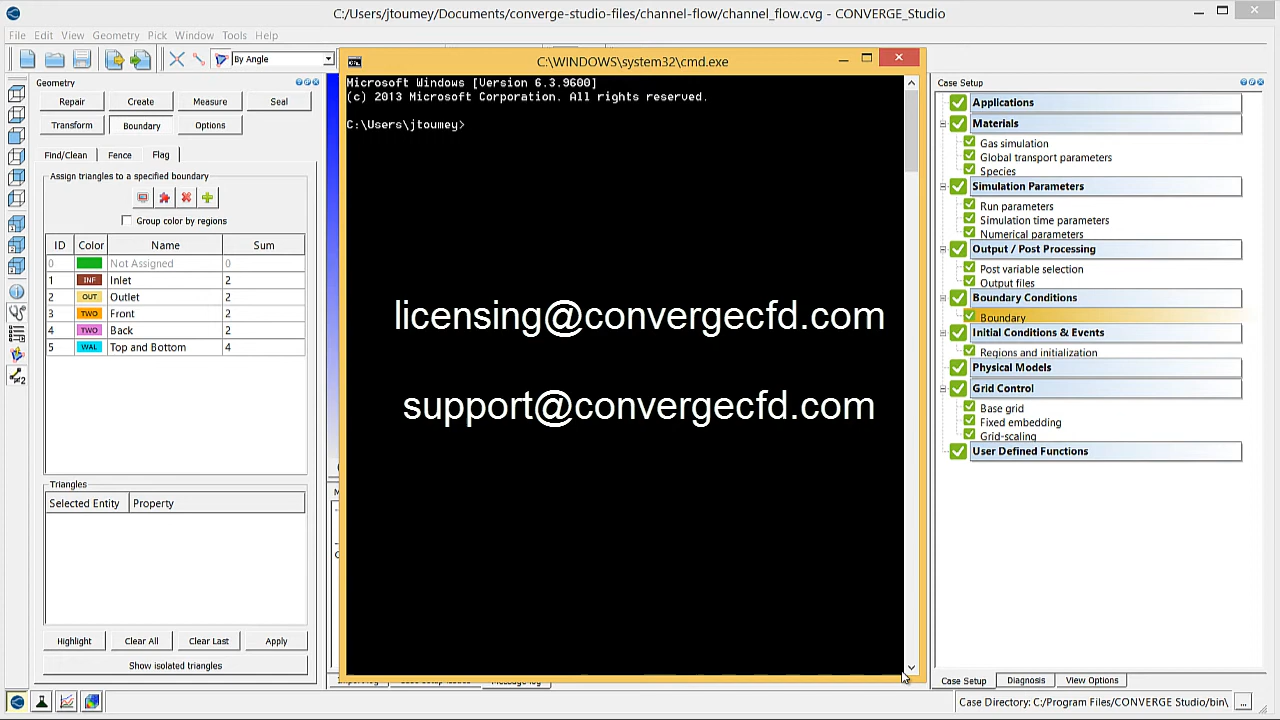 C:/Users/jtoumey/Documents/converge-studio-files/channel-flow/channel_flow.cvg - CONVERGE_Studio
File Edit View Geometry Pick Window Tools Help
By Angle
C:\WINDOWS\system32\cmd.exe
Microsoft Windows [Version 6.3.9600]
(c) 2013 Microsoft Corporation. All rights reserved.
C:\Users\jtoumey>
licensing@convergecfd.com
support@convergecfd.com
Geometry
Repair Create Measure Seal
Transform Boundary Options
Find/Clean Fence Flag
Assign triangles to a specified boundary
Group color by regions
ID Color Name Sum
0 Not Assigned 0
1 INF Inlet 2
2 OUT Outlet 2
3 TWO Front 2
4 TWO Back 2
5 WAL Top and Bottom 4
Triangles
Selected Entity Property
Highlight Clear All Clear Last Apply
Show isolated triangles
Case Setup
Applications
Materials
Gas simulation
Global transport parameters
Species
Simulation Parameters
Run parameters
Simulation time parameters
Numerical parameters
Output / Post Processing
Post variable selection
Output files
Boundary Conditions
Boundary
Initial Conditions & Events
Regions and initialization
Physical Models
Grid Control
Base grid
Fixed embedding
Grid-scaling
User Defined Functions
Case Setup Diagnosis View Options
Case Directory: C:/Program Files/CONVERGE Studio/bin\ ...